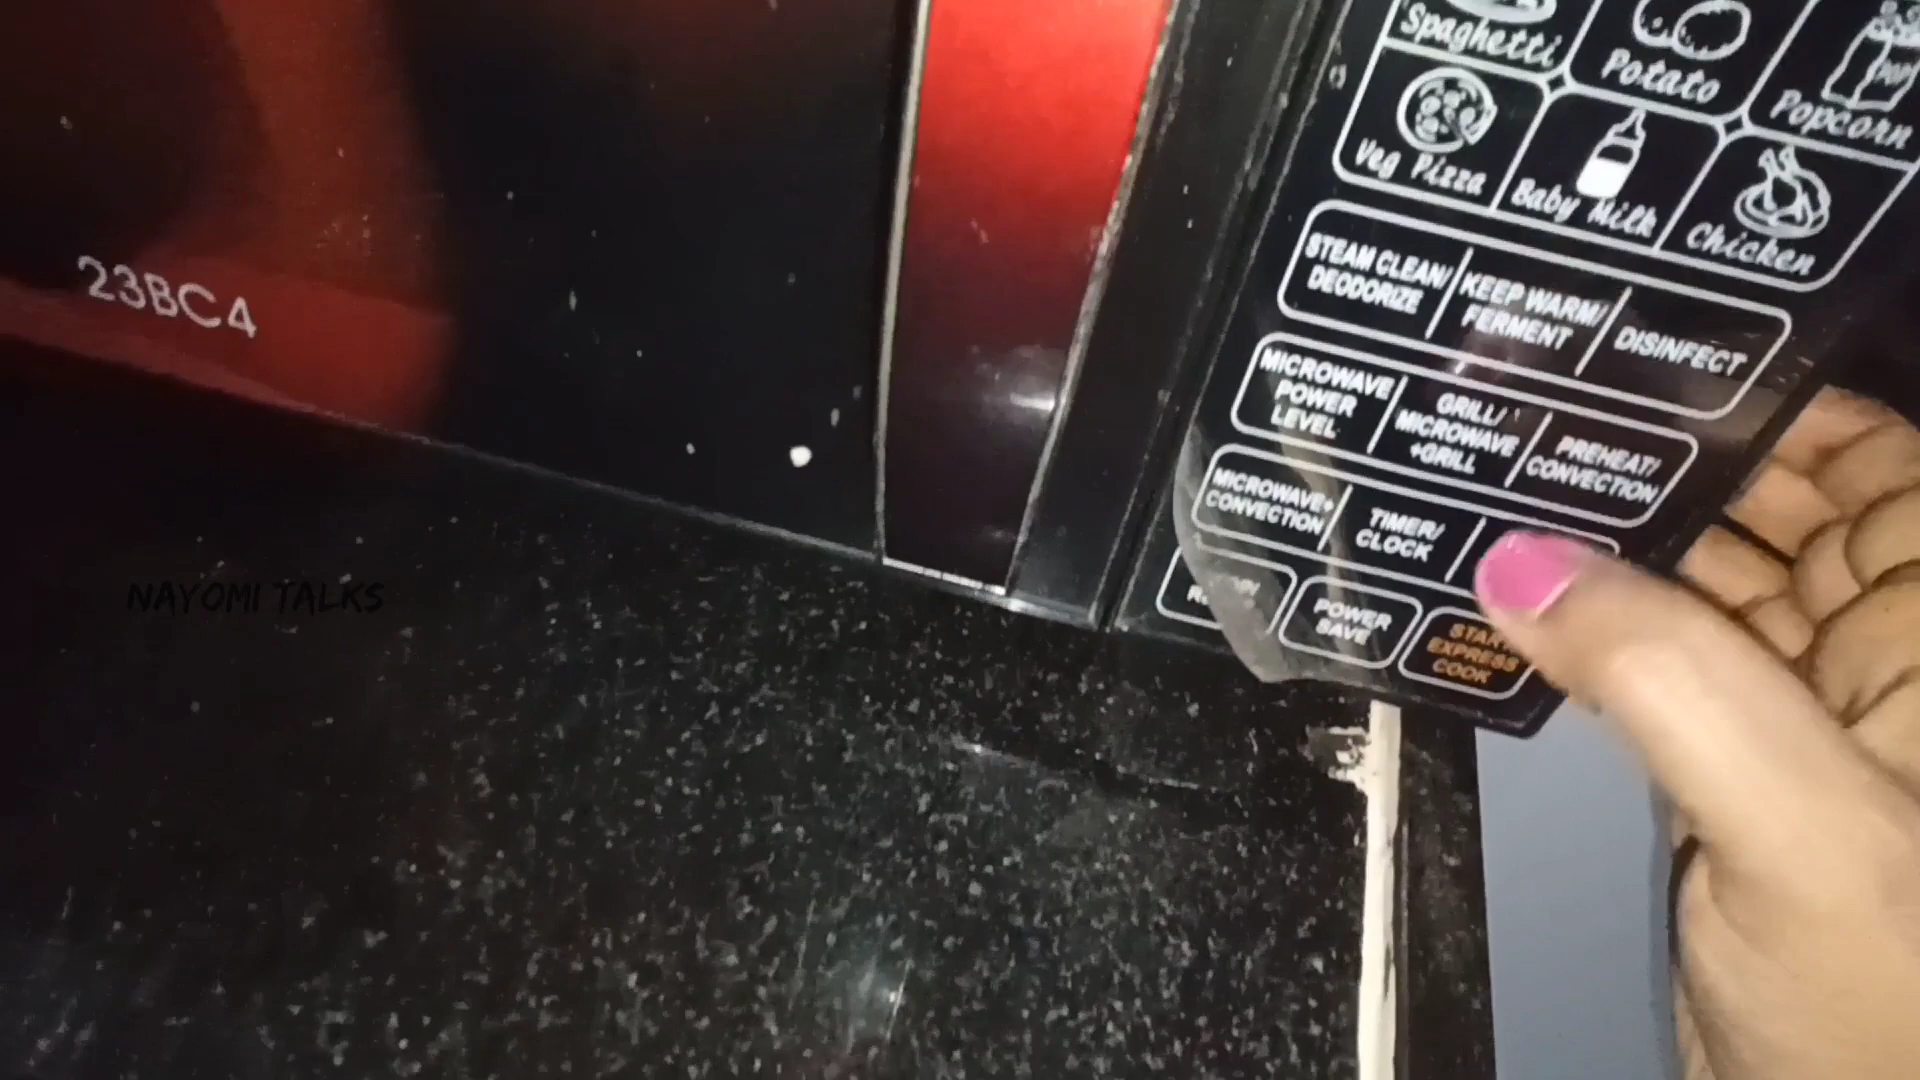 Spaghetti
Potato
Popcorn
Veg Pizza
Baby Milk
Chicken
STEAM CLEAN/
DEODORIZE
KEEP WARM/
FERMENT
DISINFECT
MICROWAVE
POWER
LEVEL
GRILL/
MICROWAVE
+GRILL
PREHEAT/
CONVECTION
MICROWAVE+
CONVECTION
TIMER/
CLOCK
POWER
SAVE
START/
EXPRESS
COOK
23BC4
NAYOMI TALKS